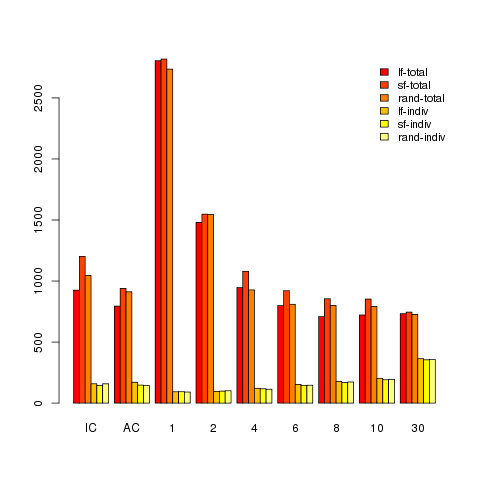 lf-total
sf-total
rand-total
lf-indiv
sf-indiv
rand-indiv
2500
2000
1500
1000
500
0
IC AC 1 2 4 6 8 10 30